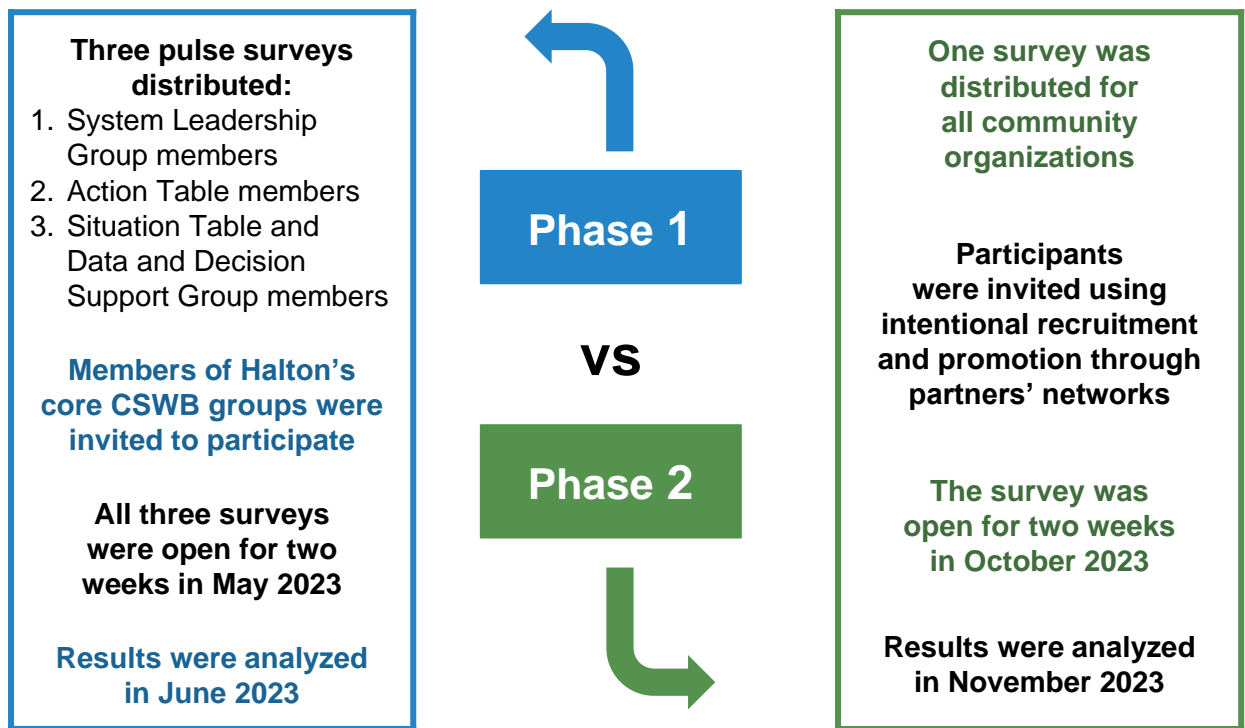 Three pulse surveys
distributed:
1. System Leadership
Group members
2. Action Table members
3. Situation Table and
Data and Decision
Support Group members
Members of Halton’s
core CSWB groups were
invited to participate
All three surveys
were open for two
weeks in May 2023
Results were analyzed
in June 2023
Phase 1
vs
Phase 2
One survey was
distributed for
all community
organizations
Participants
were invited using
intentional recruitment
and promotion through
partners’ networks
The survey was
open for two weeks
in October 2023
Results were analyzed
in November 2023